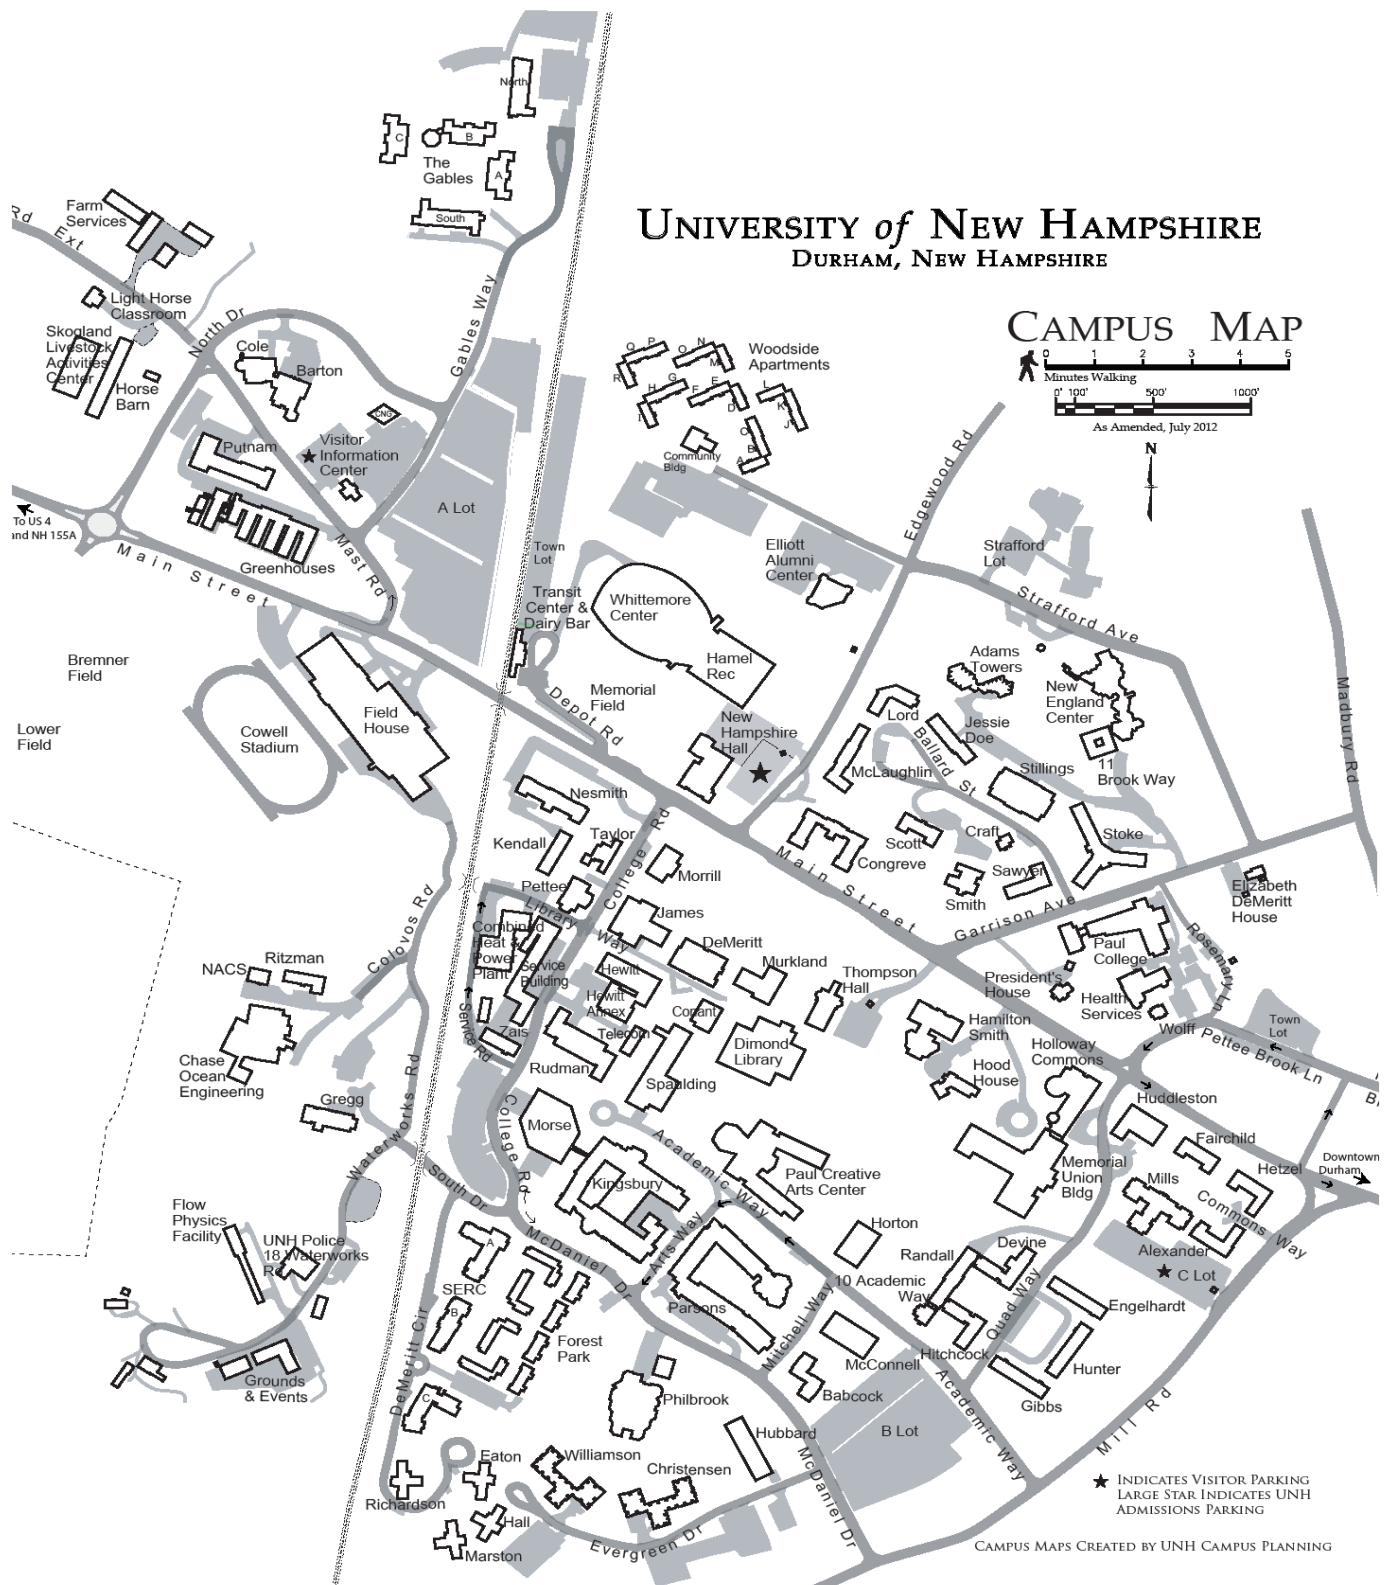 UNIVERSITY of NEW HAMPSHIRE
DURHAM, NEW HAMPSHIRE
CAMPUS MAP
0 1 2 3 4 5
Minutes Walking
0' 100' 500' 1000'
As Amended, July 2012
N
North
C
B
The
Gables
A
South
Farm
Services
Rd
Ext
Light Horse
Classroom
North Dr
Gables Way
Skogland
Livestock
Activities
Center
Horse
Barn
Cole
Barton
CNG
Putnam
Visitor
Information
Center
A Lot
To US 4
and NH 155A
Greenhouses
Mast Rd
Main Street
Woodside
Apartments
Q P
O N
M
R
H G
F E
D
L
K
J
I
C
B
A
Community
Bldg
Edgewood Rd
Town
Lot
Elliott
Alumni
Center
Strafford
Lot
Strafford Ave
Transit
Center &
Dairy Bar
Whittemore
Center
Hamel
Rec
Bremner
Field
Lower
Field
Cowell
Stadium
Field
House
Memorial
Field
Depot Rd
New
Hampshire
Hall
Adams
Towers
New
England
Center
Madbury Rd
Lord
Jessie
Doe
Ballard St
McLaughlin
11
Brook Way
Stillings
Nesmith
Kendall
Taylor
College Rd
Scott
Congreve
Craft
Stoke
Sawyer
Smith
Morrill
Pettee
Main Street
Garrison Ave
Elizabeth
DeMeritt
House
Library Way
James
DeMeritt
Combined
Heat &
Power
Plant
Service
Building
Hewitt
Hewitt
Annex
Murkland
Thompson
Hall
Paul
College
Rosemary Ln
President's
House
Health
Services
Colovos Rd
NACS
Ritzman
Conant
Service Rd
Zais
Telecom
Dimond
Library
Hamilton
Smith
Wolff
Town
Lot
Pettee Brook Ln
Holloway
Commons
Hood
House
Chase
Ocean
Engineering
Rudman
Spaulding
Huddleston
Gregg
Waterworks Rd
College Rd
Morse
Academic Way
Fairchild
Downtown
Durham
Hetzel
South Dr
Kingsbury
Paul Creative
Arts Center
Memorial
Union
Bldg
Mills
Commons Way
Flow
Physics
Facility
UNH Police
18 Waterworks
Rd
McDaniel Dr
Arts Way
Horton
Randall
Devine
Alexander
C Lot
A
SERC
B
10 Academic
Way
Parsons
Mitchell Way
Quad Way
Engelhardt
Forest
Park
DeMeritt Cir
McConnell
Hitchcock
Hunter
Grounds
& Events
Babcock
Gibbs
C
Philbrook
Academic Way
Mill Rd
Hubbard
B Lot
Eaton
Williamson
Christensen
McDaniel Dr
Richardson
Hall
Marston
Evergreen Dr
INDICATES VISITOR PARKING
LARGE STAR INDICATES UNH
ADMISSIONS PARKING
CAMPUS MAPS CREATED BY UNH CAMPUS PLANNING